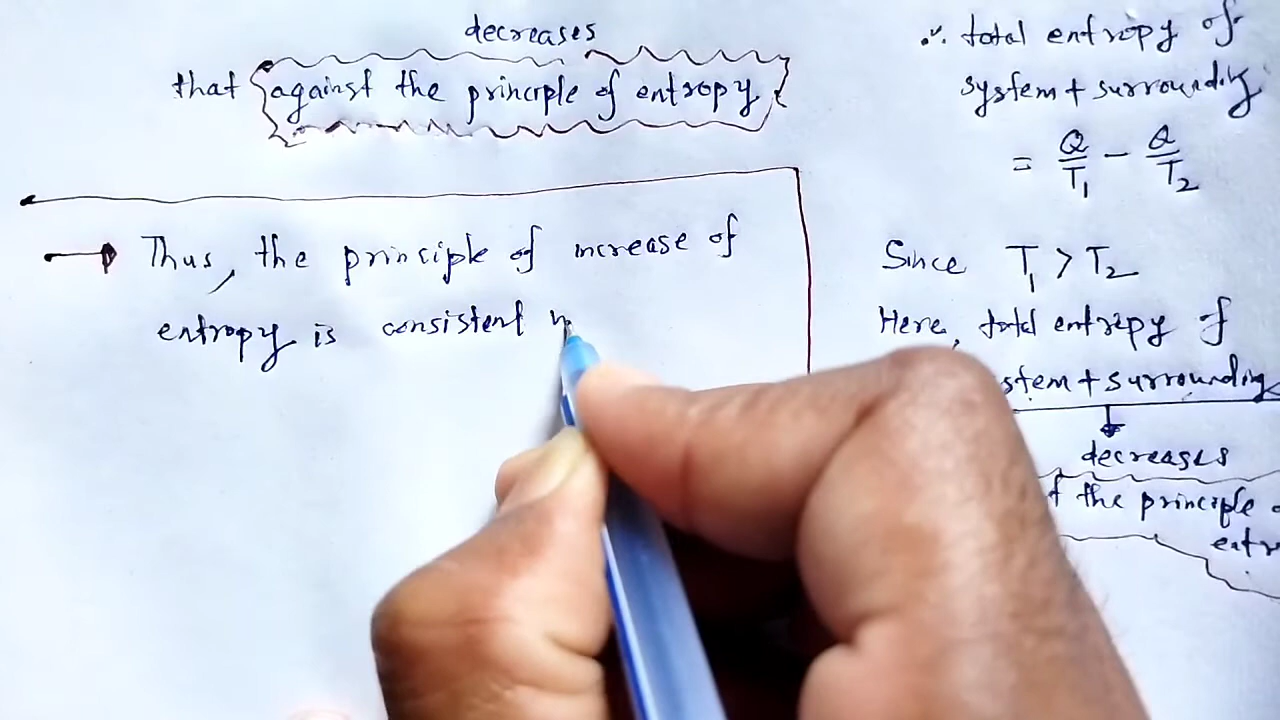 decreases
that against the principle of entropy
Thus, the principle of increase of
entropy is consistent
∴ total entropy of
system + surrounding
= Q/T₁ - Q/T₂
Since T₁ > T₂
Here, total entropy of
stem + surrounding
decreases
the principle